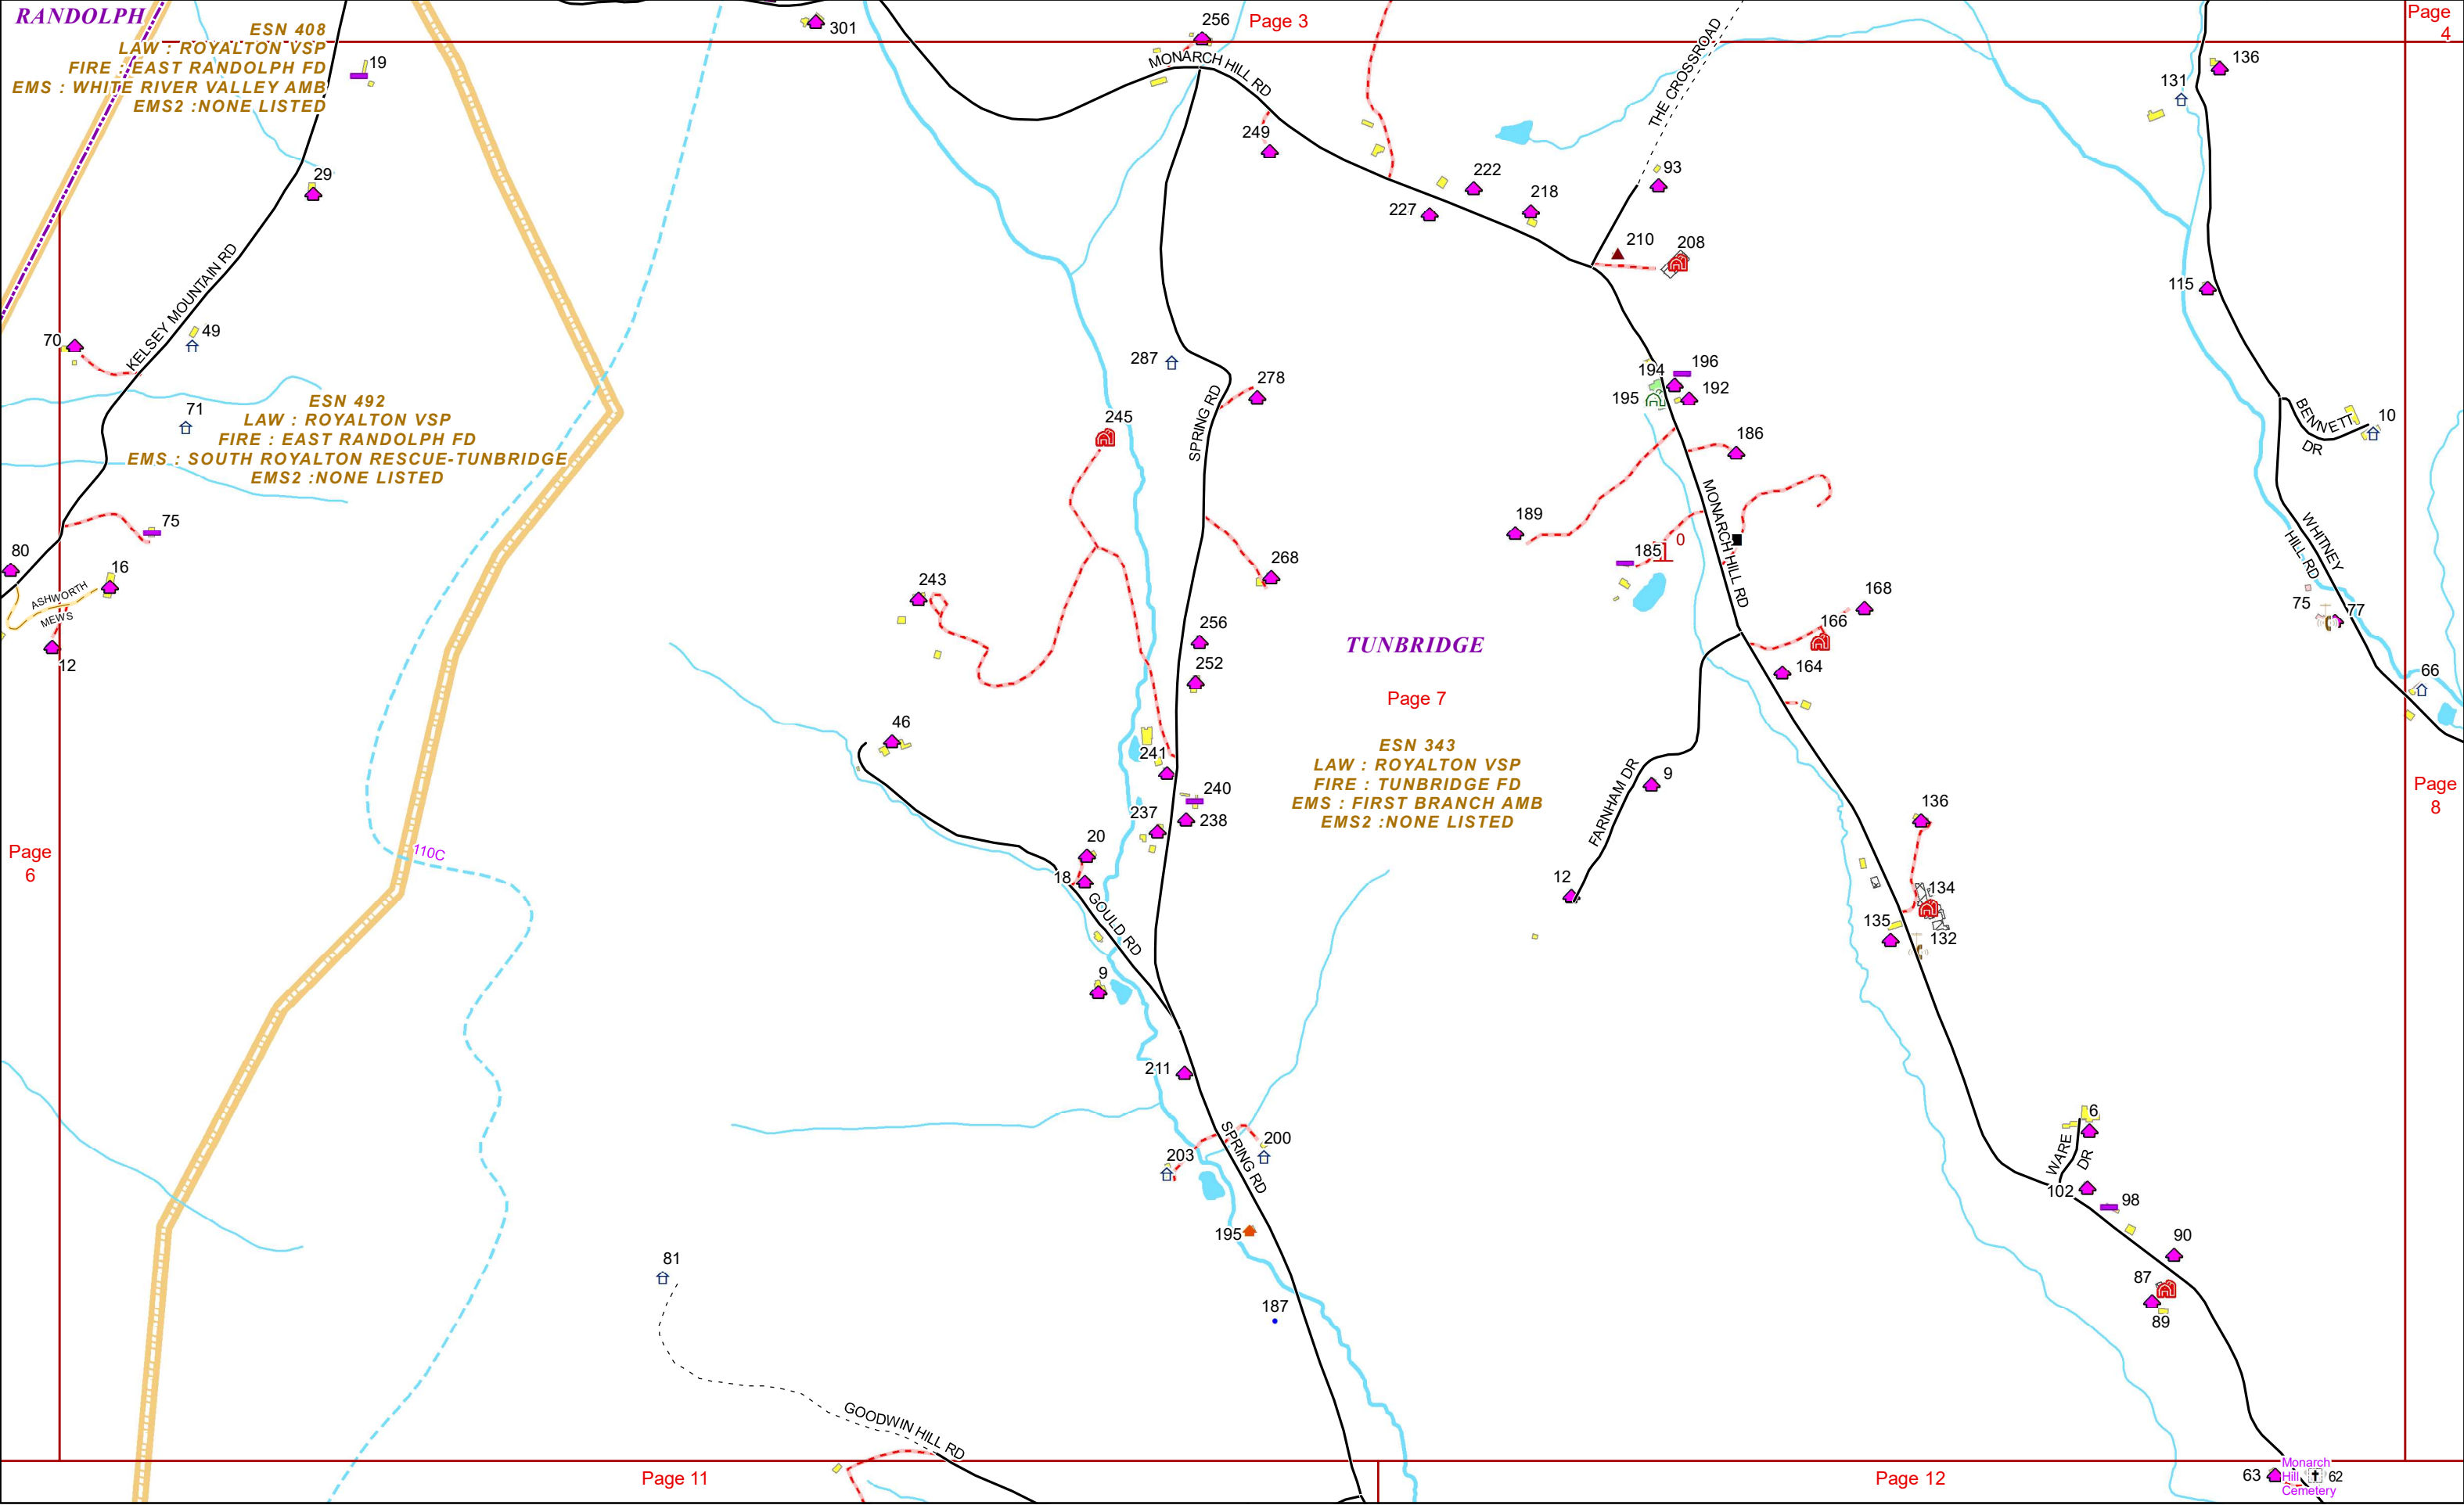 RANDOLPH
ESN 408
LAW : ROYALTON VSP
FIRE : EAST RANDOLPH FD
EMS : WHITE RIVER VALLEY AMB
EMS2 :NONE LISTED
19
29
301
256
Page 3
MONARCH HILL RD
249
THE CROSSROAD
93
222
218
227
210
208
Page
4
136
131
115
KELSEY MOUNTAIN RD
70
49
71
ESN 492
LAW : ROYALTON VSP
FIRE : EAST RANDOLPH FD
EMS : SOUTH ROYALTON RESCUE-TUNBRIDGE
EMS2 :NONE LISTED
75
80
16
ASHWORTH
MEWS
12
287
278
SPRING RD
245
243
268
256
252
46
241
240
237
238
20
18
GOULD RD
9
211
196
194
192
195
186
189
MONARCH HILL RD
185
0
168
166
164
TUNBRIDGE
Page 7
ESN 343
LAW : ROYALTON VSP
FIRE : TUNBRIDGE FD
EMS : FIRST BRANCH AMB
EMS2 :NONE LISTED
FARNHAM DR
9
12
BENNETT
DR
10
WHITNEY
HILL RD
75
77
66
Page
8
Page
6
110C
136
134
135
132
6
WARE
DR
102
98
90
87
89
200
203
SPRING RD
195
187
81
GOODWIN HILL RD
Page 11
Page 12
63
Monarch
Hill
Cemetery
62